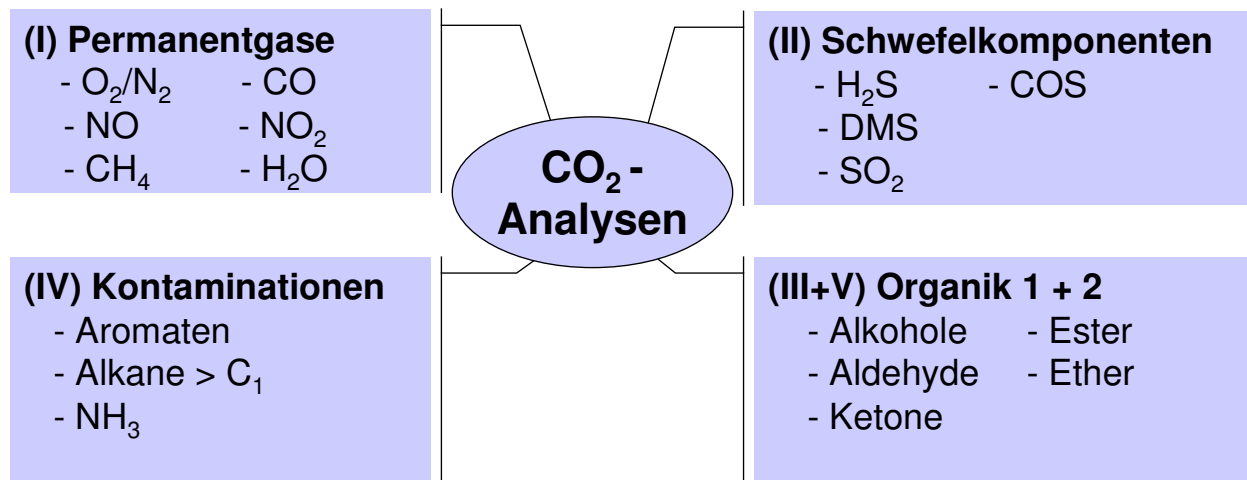 (I) Permanentgase
- O₂/N₂ - CO
- NO - NO₂
- CH₄ - H₂O
(II) Schwefelkomponenten
- H₂S - COS
- DMS
- SO₂
CO₂ -
Analysen
(IV) Kontaminationen
- Aromaten
- Alkane > C₁
- NH₃
(III+V) Organik 1 + 2
- Alkohole - Ester
- Aldehyde - Ether
- Ketone